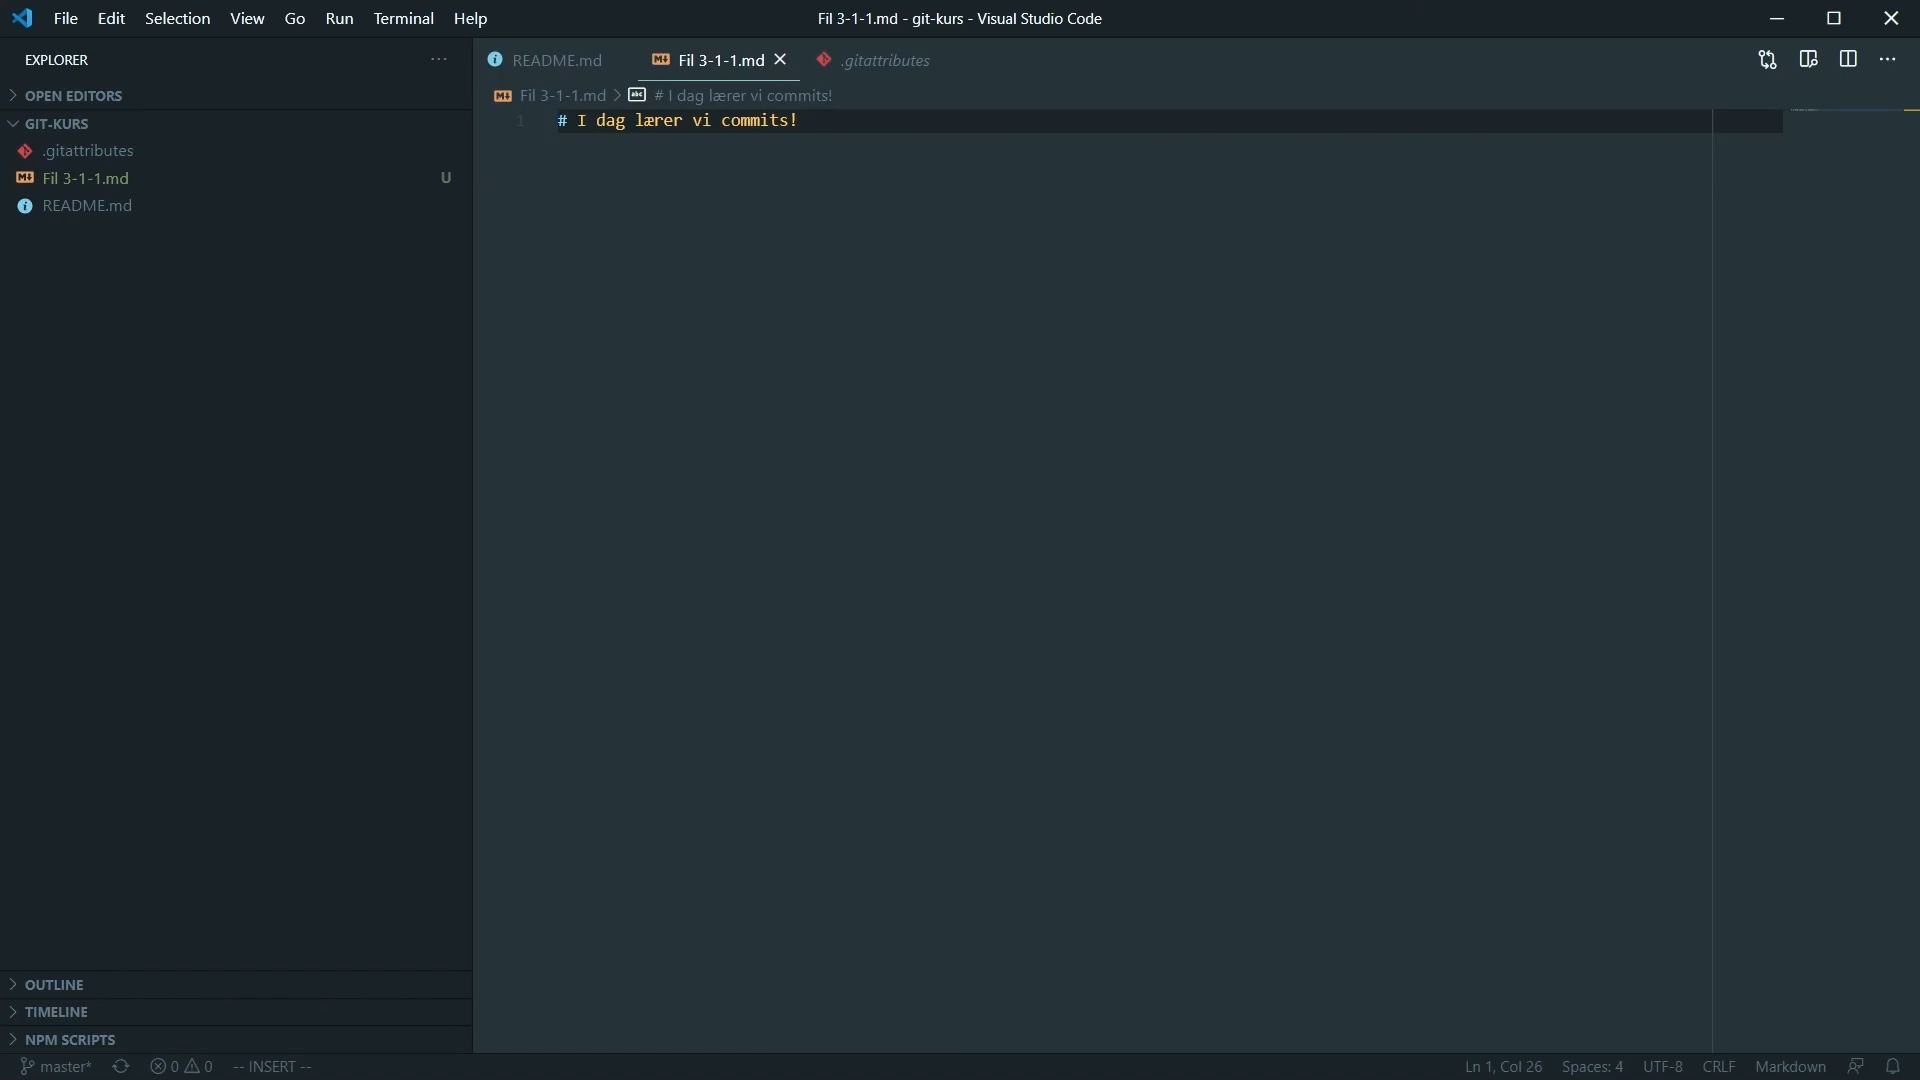 File Edit Selection View Go Run Terminal Help
Fil 3-1-1.md - git-kurs - Visual Studio Code
EXPLORER
OPEN EDITORS
GIT-KURS
.gitattributes
Fil 3-1-1.md U
README.md
README.md Fil 3-1-1.md .gitattributes
Fil 3-1-1.md # I dag lærer vi commits!
1 # I dag lærer vi commits!
OUTLINE
TIMELINE
NPM SCRIPTS
master* 0 0 -- INSERT -- Ln 1, Col 26 Spaces: 4 UTF-8 CRLF Markdown